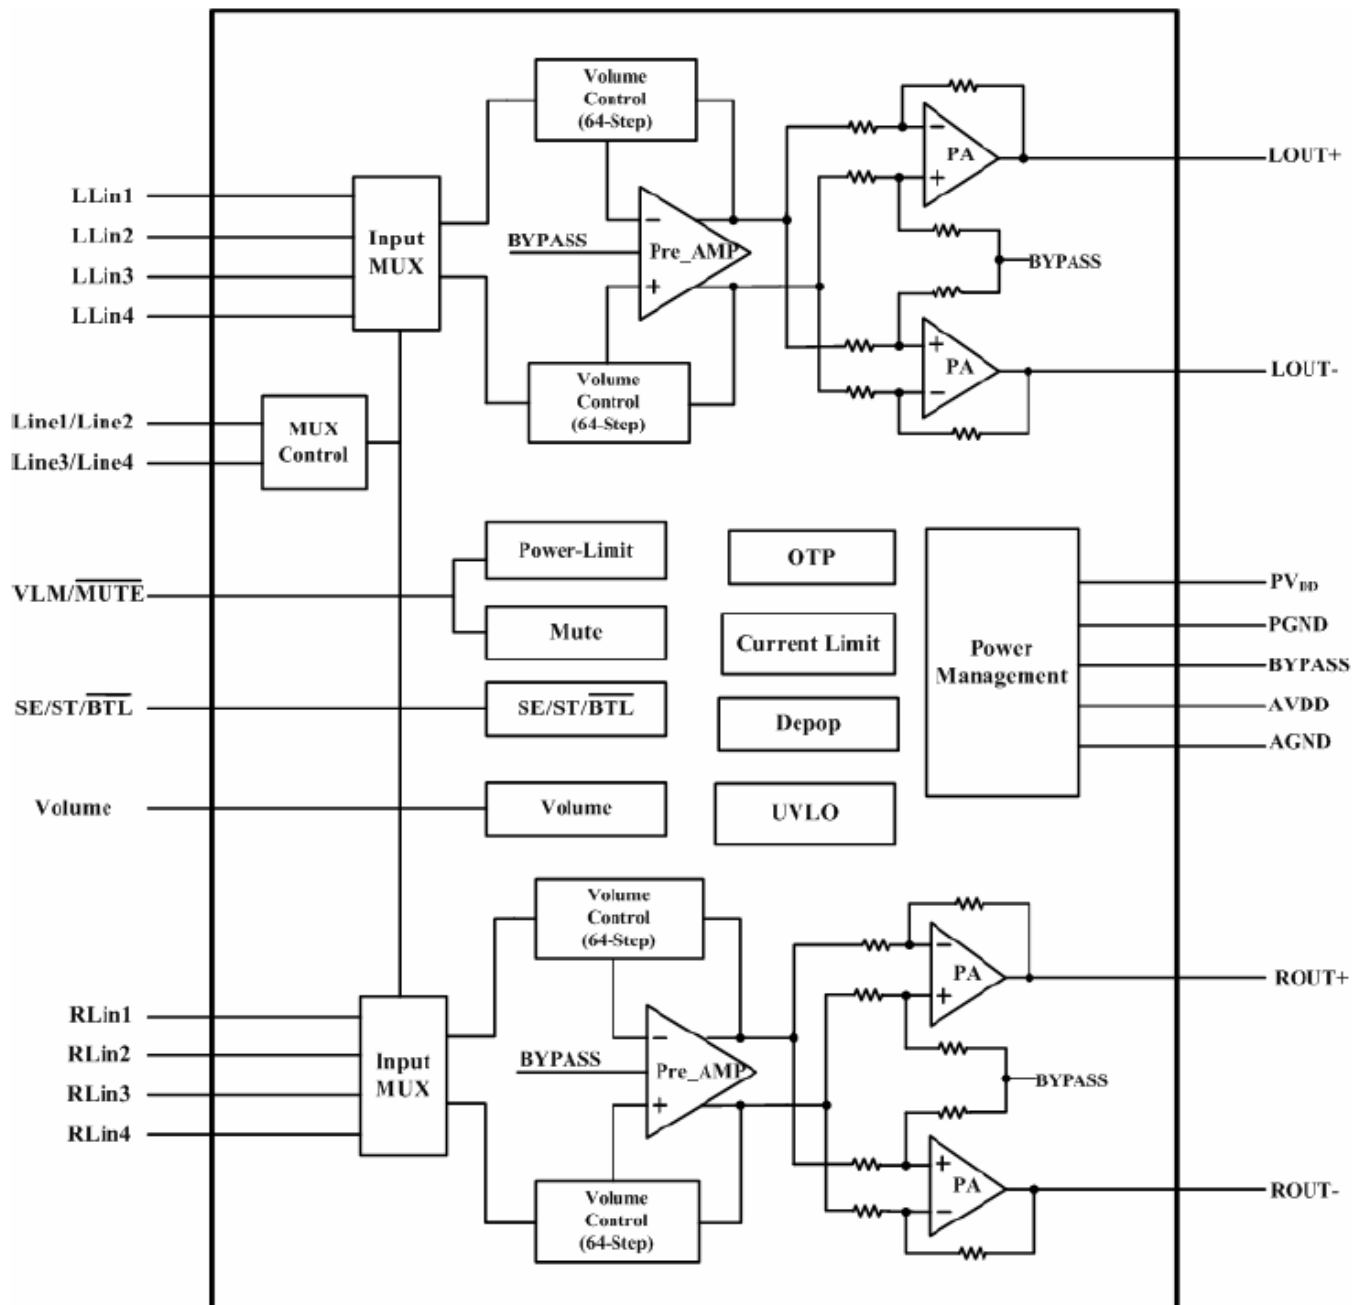 Volume
Control
(64-Step)
PA
LOUT+
LLin1
LLin2
LLin3
LLin4
Input
MUX
BYPASS
Pre_AMP
BYPASS
Volume
Control
(64-Step)
PA
LOUT-
Line1/Line2
Line3/Line4
MUX
Control
VLM/MUTE
Power-Limit
Mute
OTP
Current Limit
Power
Management
PVDD
PGND
BYPASS
AVDD
AGND
SE/ST/BTL
SE/ST/BTL
Depop
Volume
Volume
UVLO
Volume
Control
(64-Step)
PA
ROUT+
RLin1
RLin2
RLin3
RLin4
Input
MUX
BYPASS
Pre_AMP
BYPASS
Volume
Control
(64-Step)
PA
ROUT-